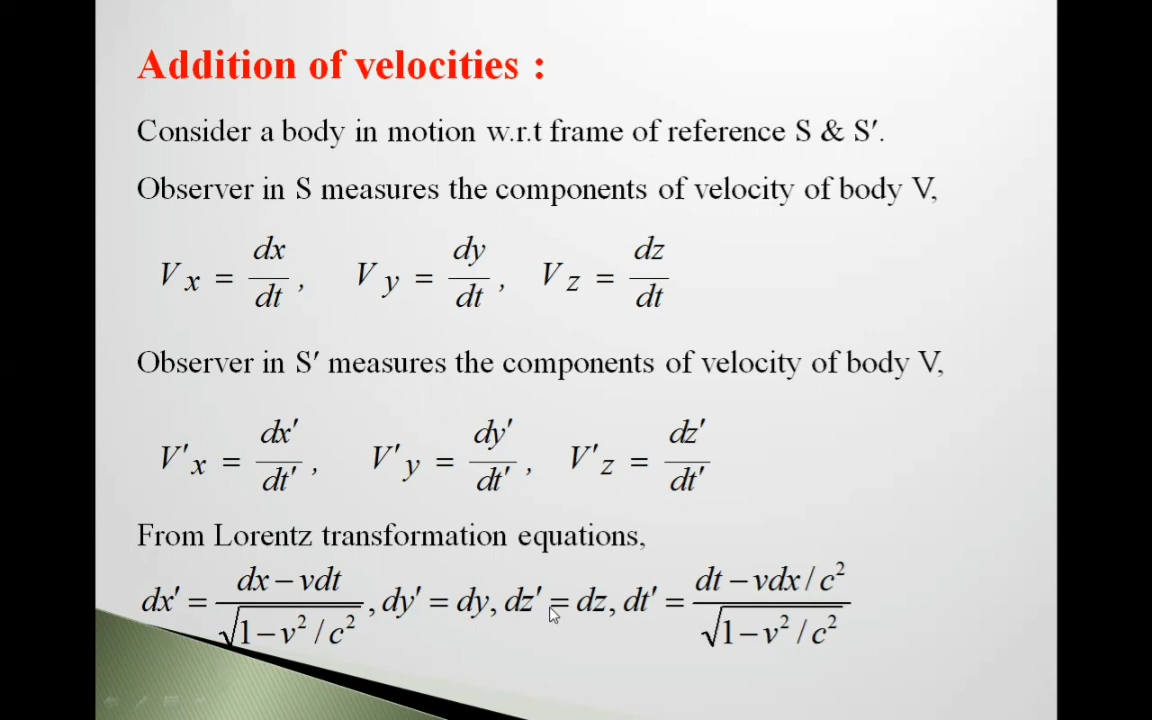 Addition of velocities :
Consider a body in motion w.r.t frame of reference S & S′.
Observer in S measures the components of velocity of body V,
V x = dx/dt , V y = dy/dt , V z = dz/dt
Observer in S′ measures the components of velocity of body V,
V′ x = dx′/dt′ , V′ y = dy′/dt′ , V′ z = dz′/dt′
From Lorentz transformation equations,
dx′ = (dx − vdt)/√(1 − v² / c²) , dy′ = dy, dz′ = dz, dt′ = (dt − vdx / c²)/√(1 − v² / c²)